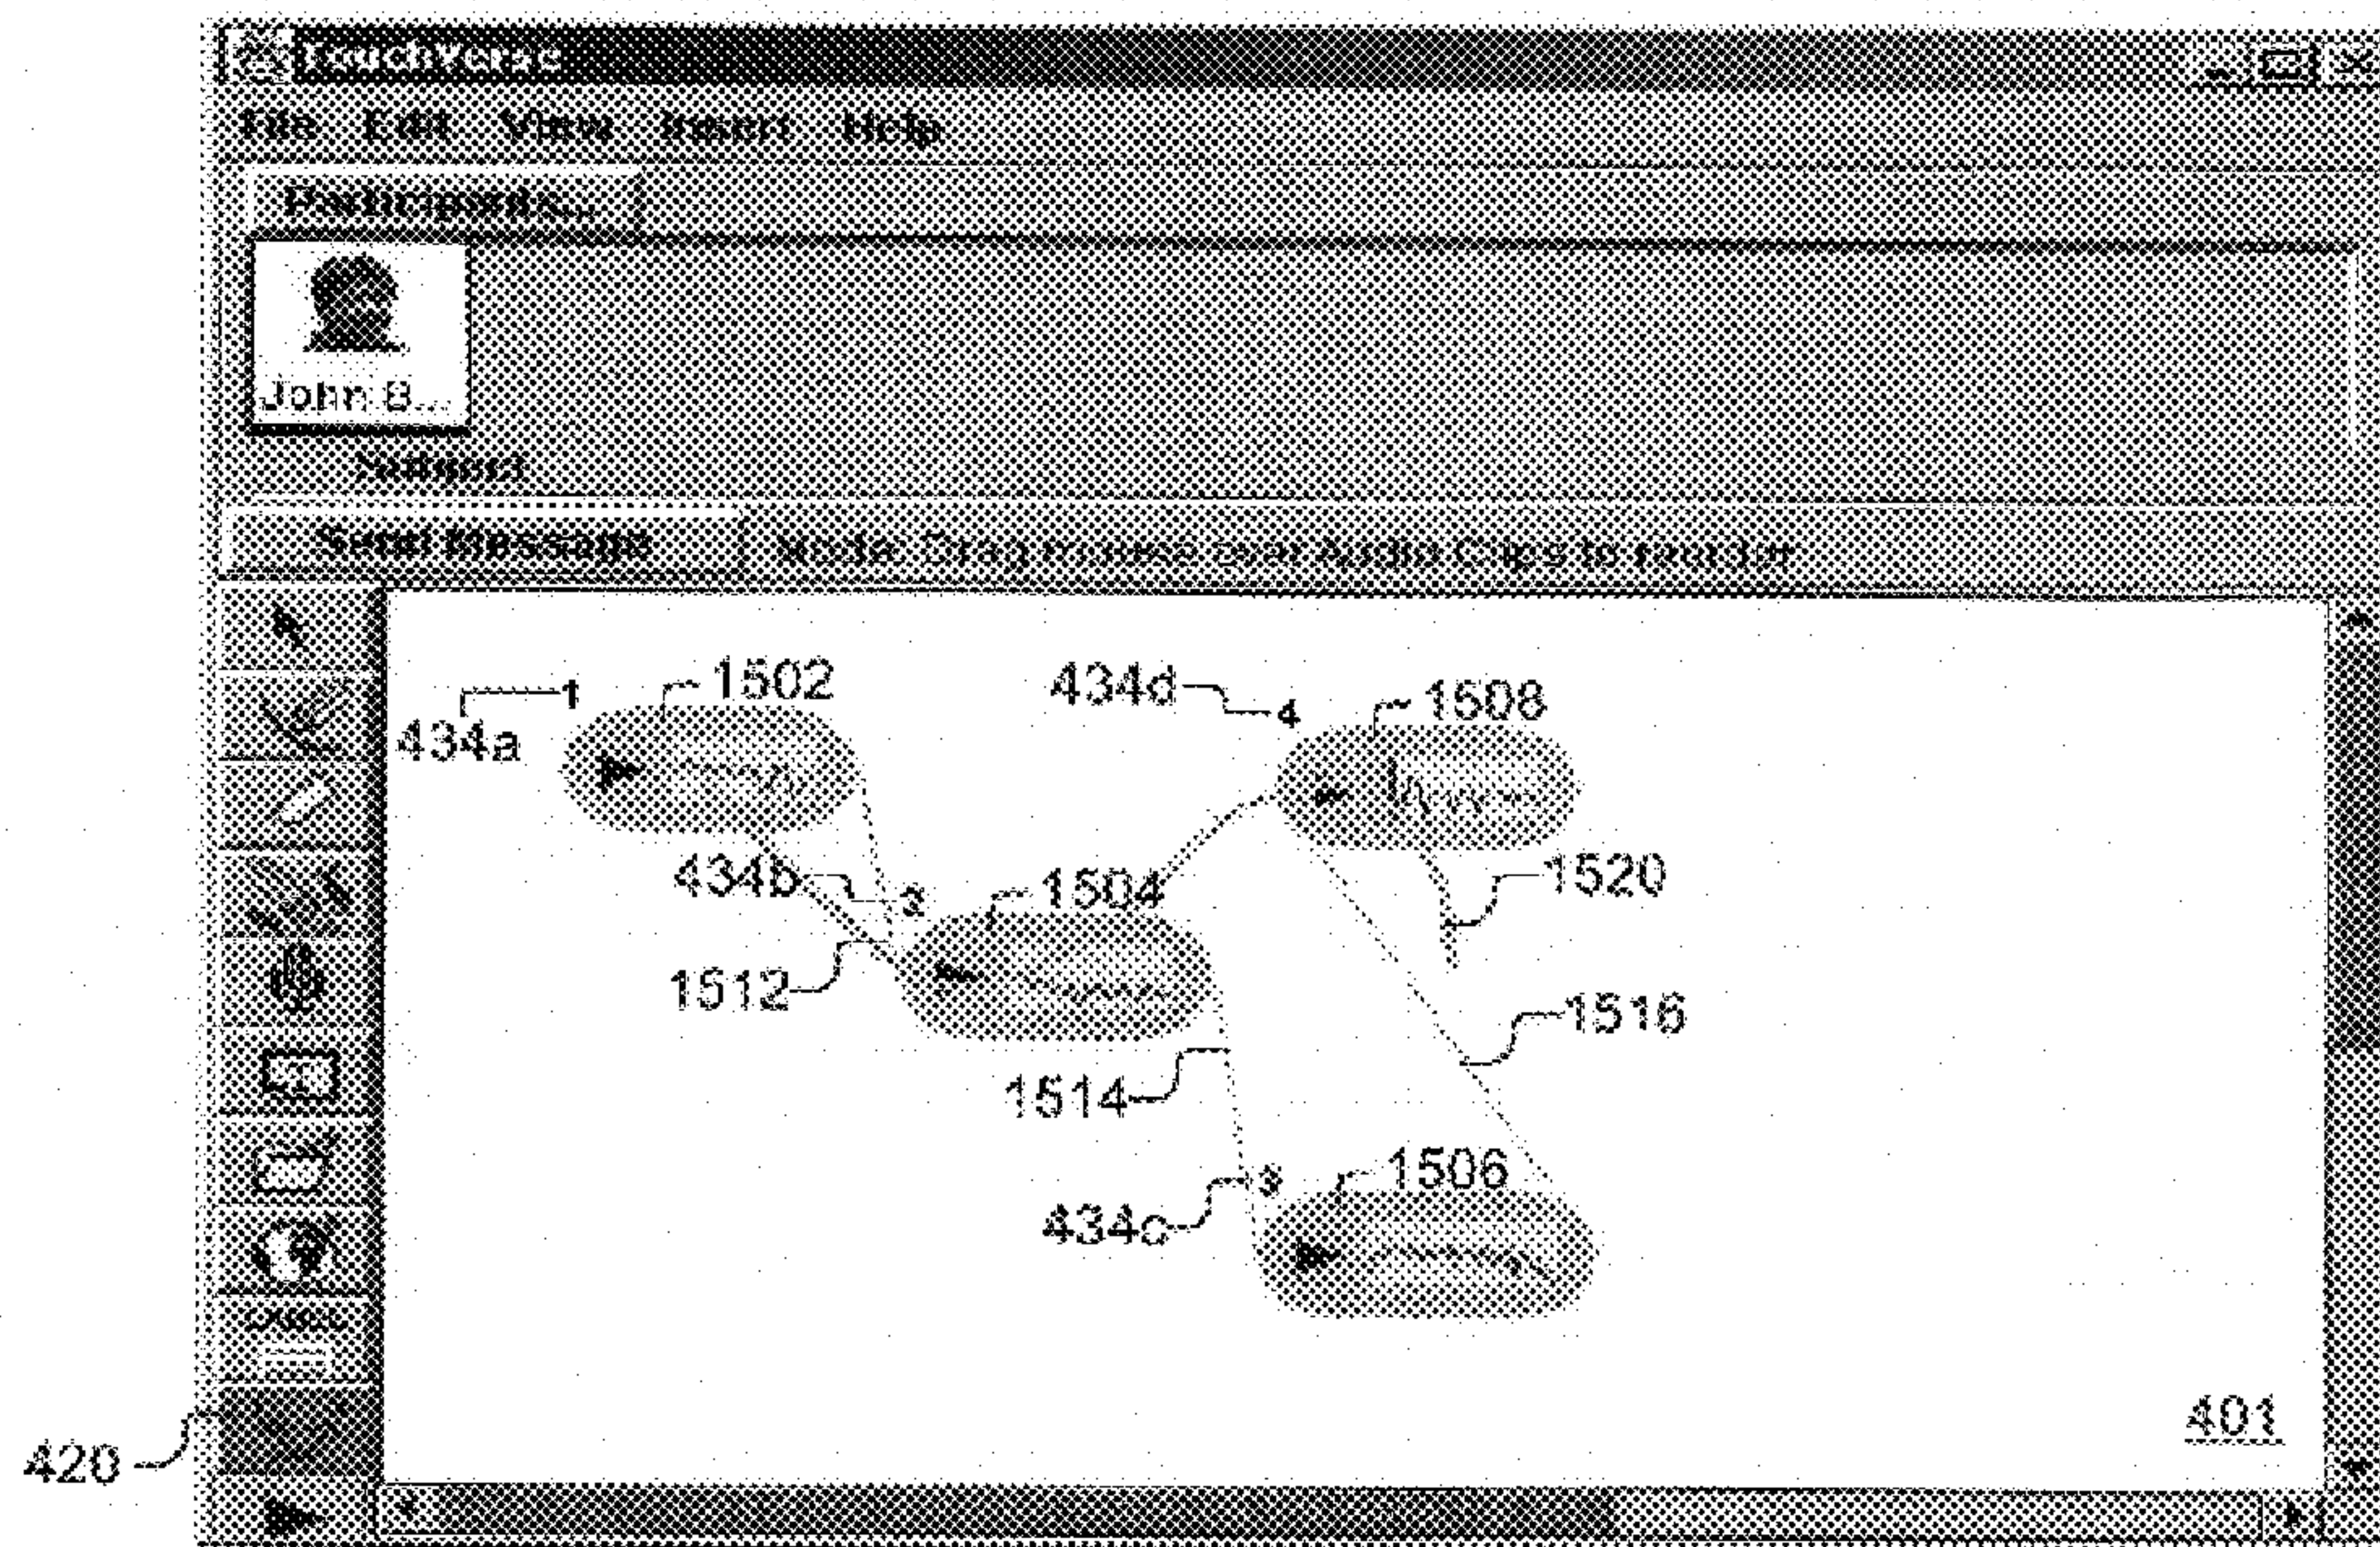 TouchVerse
File Edit View Insert Help
Participants...
John B...
Subject
Send Message Mode: Drag mouse over Audio Clips to reorder
1 1502 434d 4 1508
434a
434b 2 1504 1520
1512
1516
1514
3 1506
434c
401
420